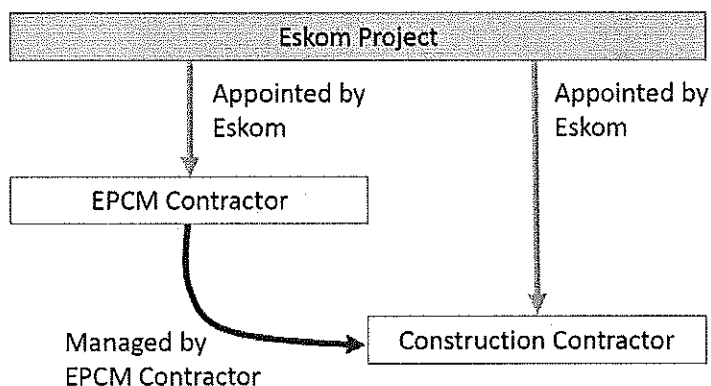 Eskom Project
Appointed by
Eskom
Appointed by
Eskom
EPCM Contractor
Construction Contractor
Managed by
EPCM Contractor